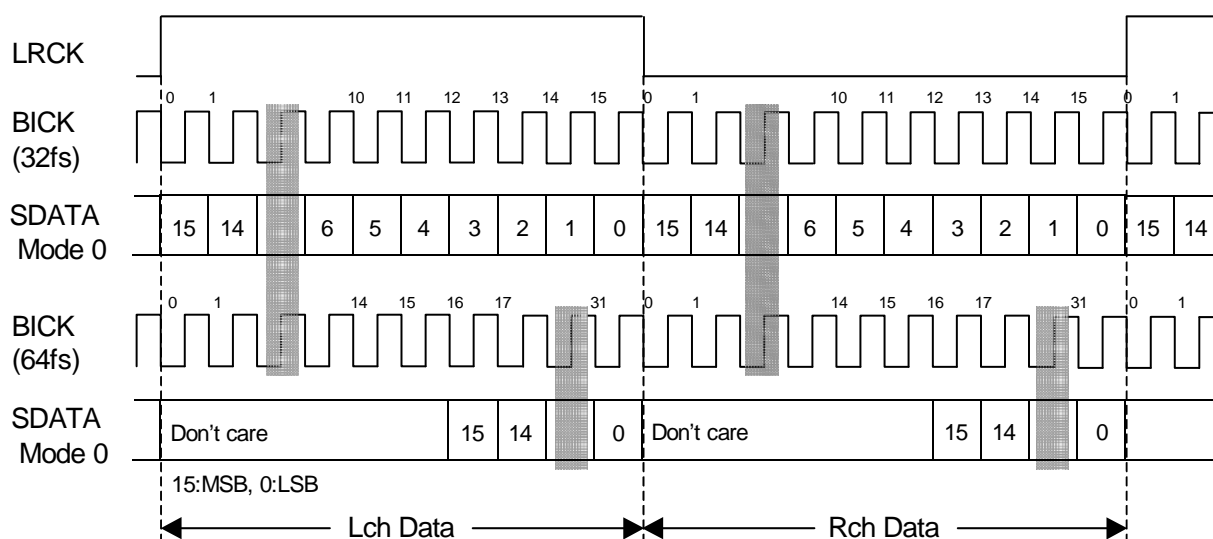 LRCK
0 1 10 11 12 13 14 15 0 1 10 11 12 13 14 15 0 1
BICK
(32fs)
SDATA
Mode 0
15 14 6 5 4 3 2 1 0 15 14 6 5 4 3 2 1 0 15 14
0 1 14 15 16 17 31 0 1 14 15 16 17 31 0 1
BICK
(64fs)
SDATA
Mode 0
Don't care 15 14 0 Don't care 15 14 0
15:MSB, 0:LSB
Lch Data Rch Data